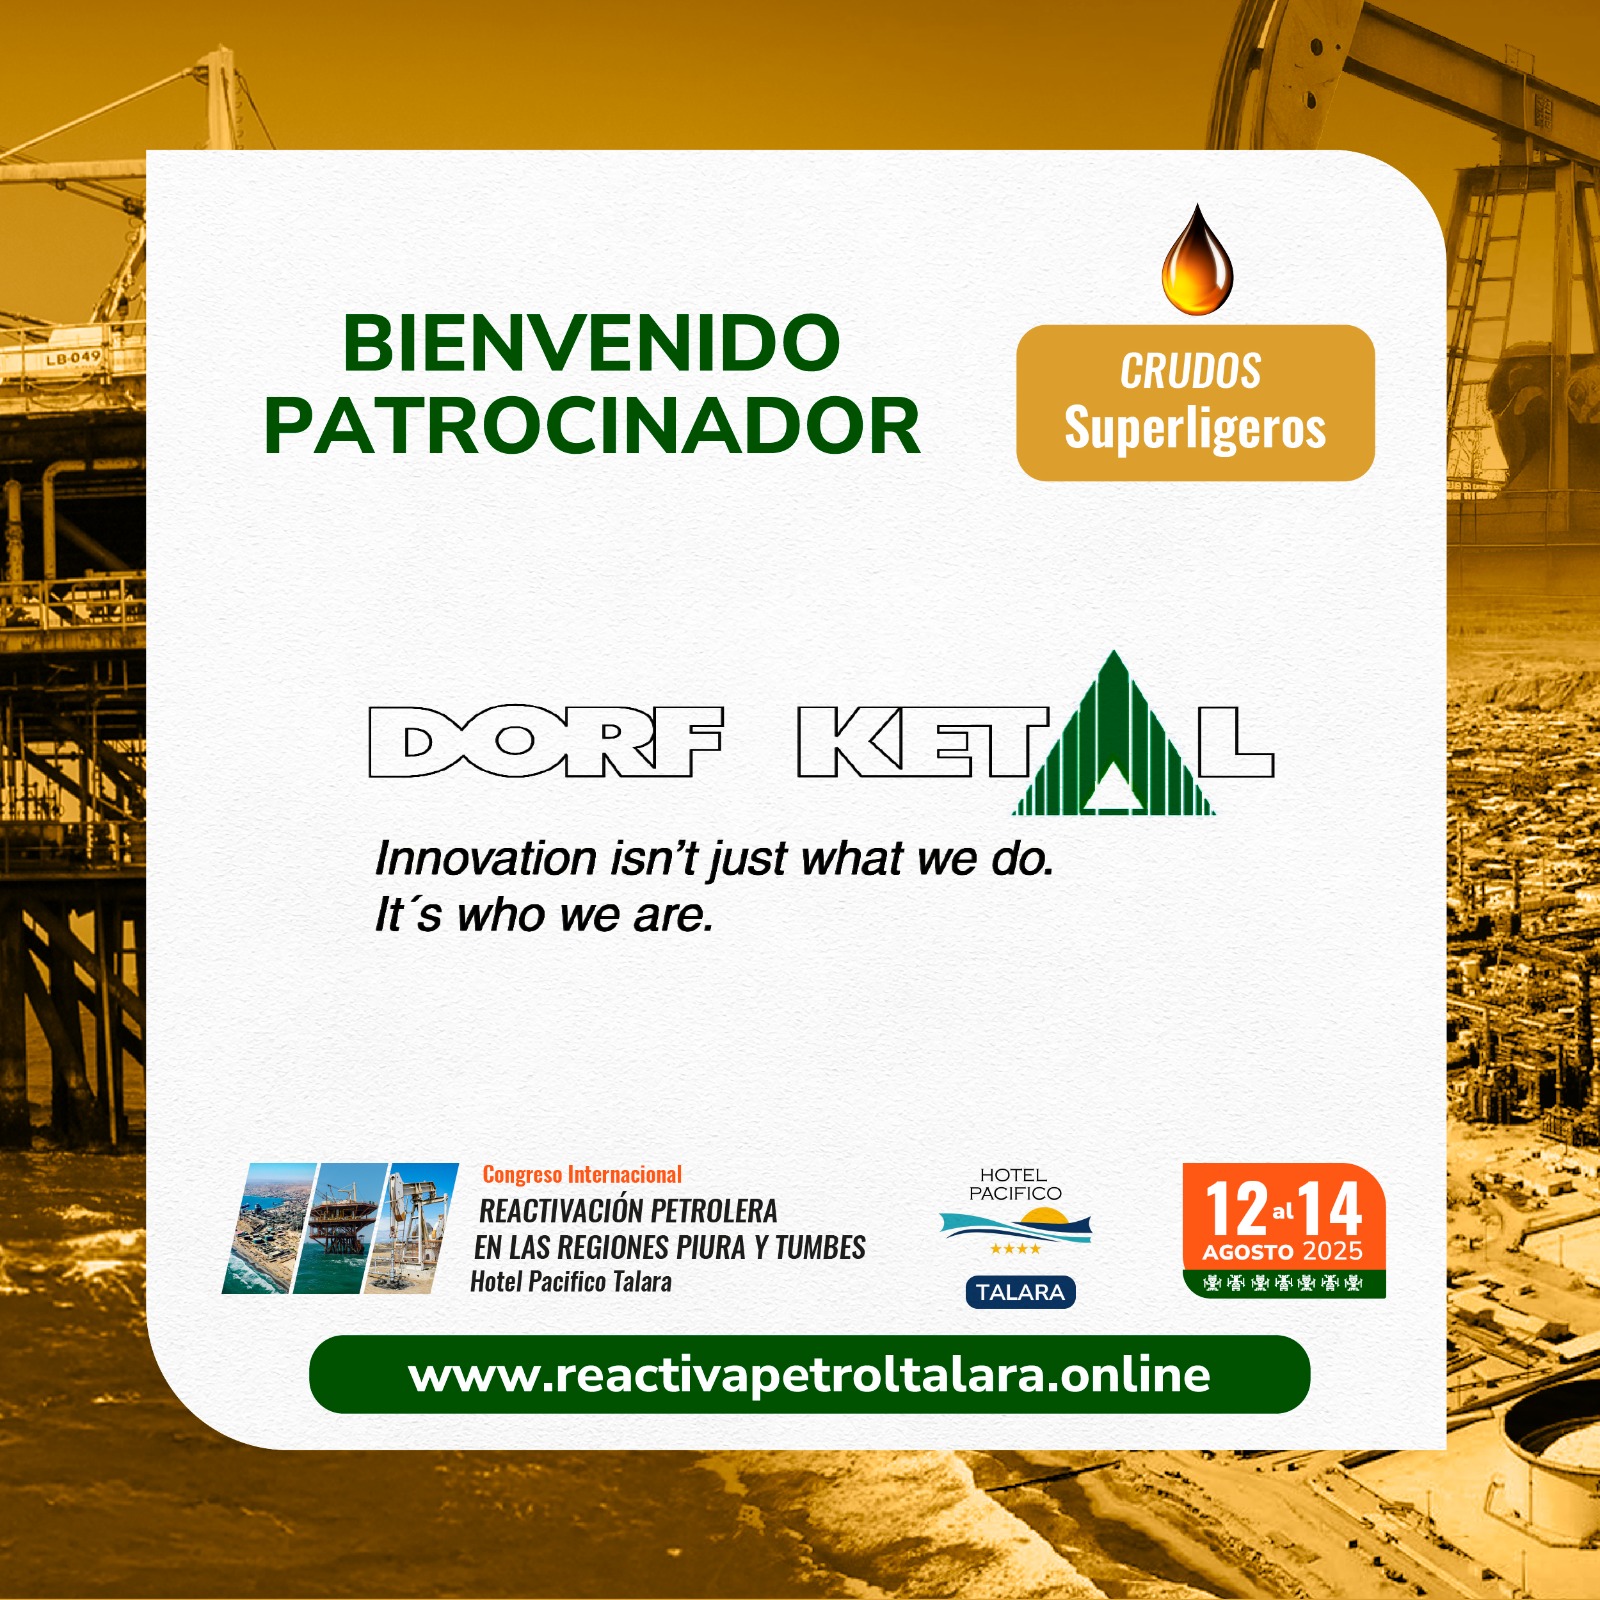 LB-049
BIENVENIDO
PATROCINADOR
CRUDOS
Superligeros
DORF KETAL
Innovation isn’t just what we do.
It´s who we are.
Congreso Internacional
REACTIVACIÓN PETROLERA
EN LAS REGIONES PIURA Y TUMBES
Hotel Pacifico Talara
HOTEL
PACIFICO
TALARA
12 al 14
AGOSTO 2025
www.reactivapetroltalara.online